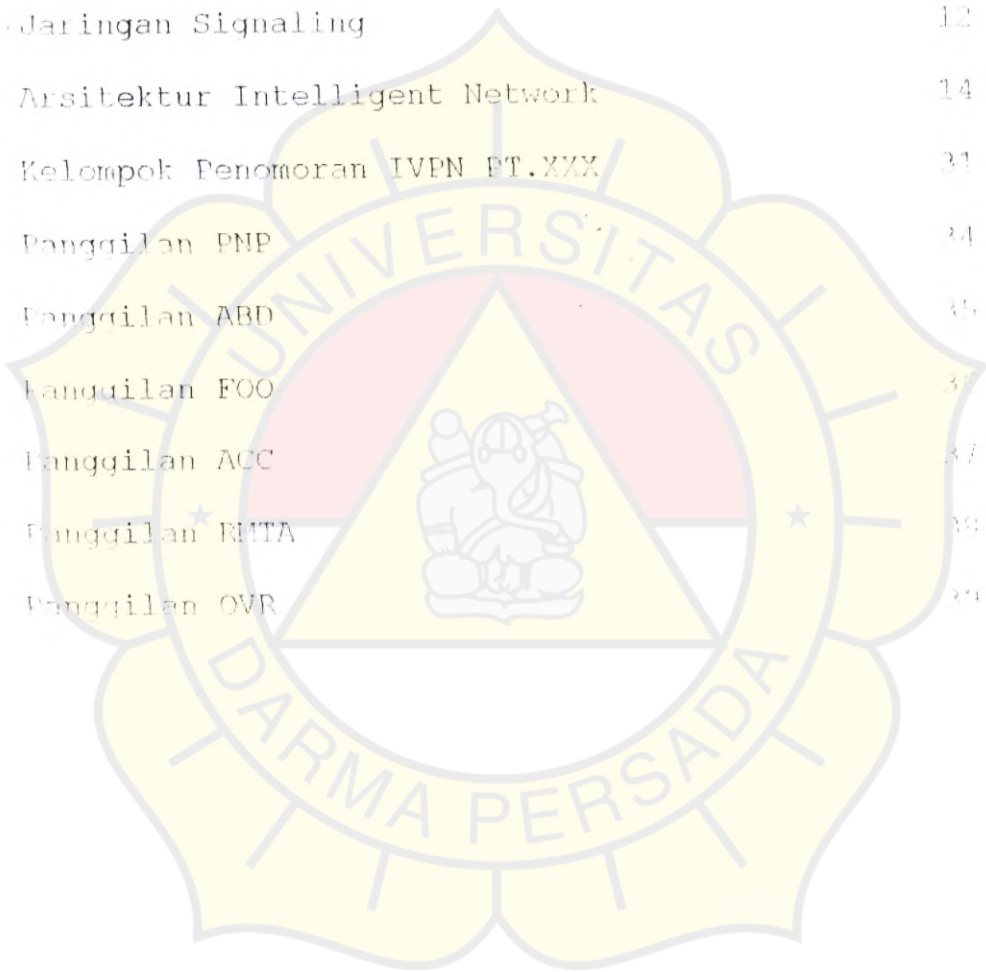 Jaringan Signaling 12
Arsitektur Intelligent Network 14
Kelompok Penomoran IVPN PT.XXX 31
Panggilan PNP 34
Panggilan ABD 35
Panggilan FOO
Panggilan ACC 37
Panggilan RMTA
Panggilan OVR 39
UNIVERSITAS
DARMA PERSADA